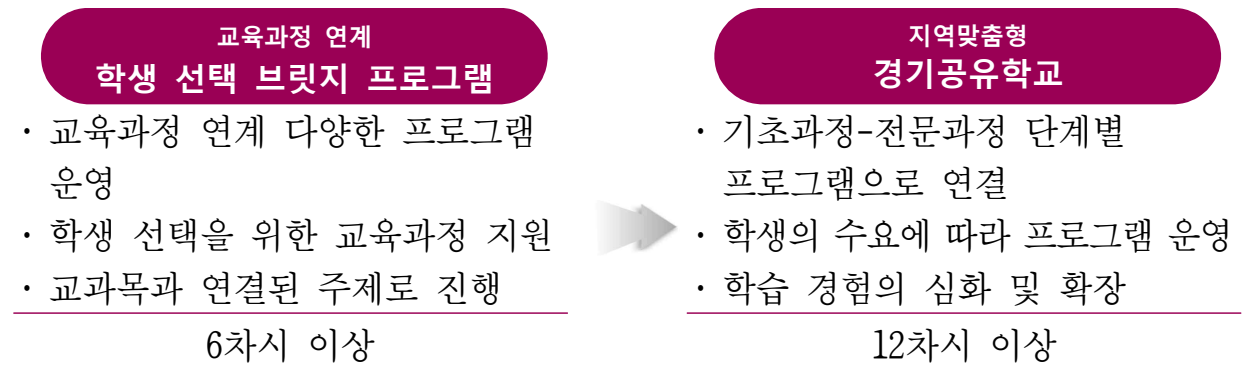 교육과정 연계
학생 선택 브릿지 프로그램
· 교육과정 연계 다양한 프로그램
운영
· 학생 선택을 위한 교육과정 지원
· 교과목과 연결된 주제로 진행
6차시 이상
지역맞춤형
경기공유학교
· 기초과정-전문과정 단계별
프로그램으로 연결
· 학생의 수요에 따라 프로그램 운영
· 학습 경험의 심화 및 확장
12차시 이상